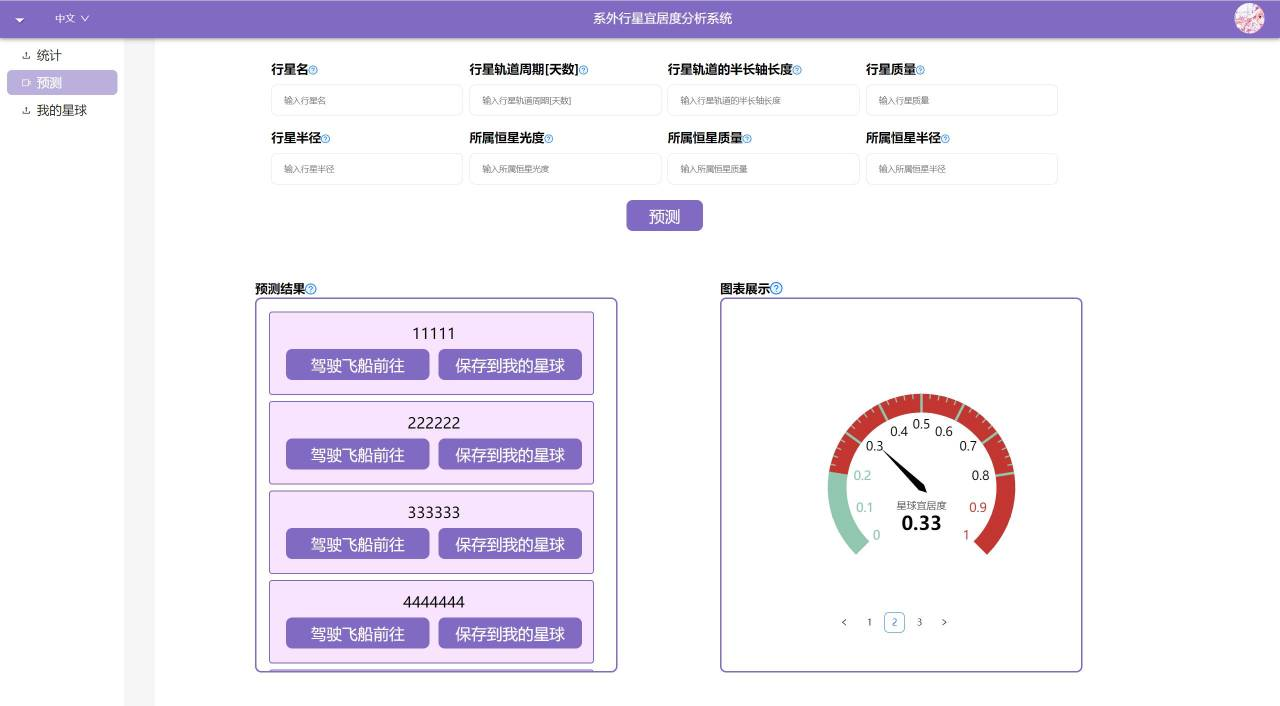 中文
系外行星宜居度分析系统
统计
预测
我的星球
行星名
行星轨道周期[天数]
行星轨道的半长轴长度
行星质量
输入行星名
输入行星轨道周期[天数]
输入行星轨道的半长轴长度
输入行星质量
行星半径
所属恒星光度
所属恒星质量
所属恒星半径
输入行星半径
输入所属恒星光度
输入所属恒星质量
输入所属恒星半径
预测
预测结果
11111
驾驶飞船前往
保存到我的星球
222222
驾驶飞船前往
保存到我的星球
333333
驾驶飞船前往
保存到我的星球
4444444
驾驶飞船前往
保存到我的星球
图表展示
0
0.1
0.2
0.3
0.4
0.5
0.6
0.7
0.8
0.9
1
星球宜居度
0.33
< 1 2 3 >